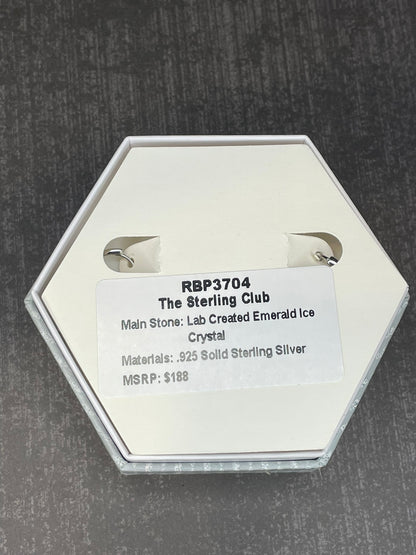 RBP3704
The Sterling Club
Main Stone: Lab Created Emerald Ice
Crystal
Materials: .925 Solid Sterling Silver
MSRP: $188